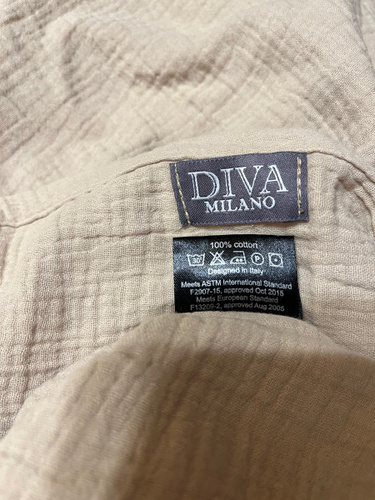 DIVA
MILANO
100% cotton
Designed in Italy
Meets ASTM International Standard
F2907-15, approved Oct 2015
Meets European Standard
P13209-2, approved Aug 2005